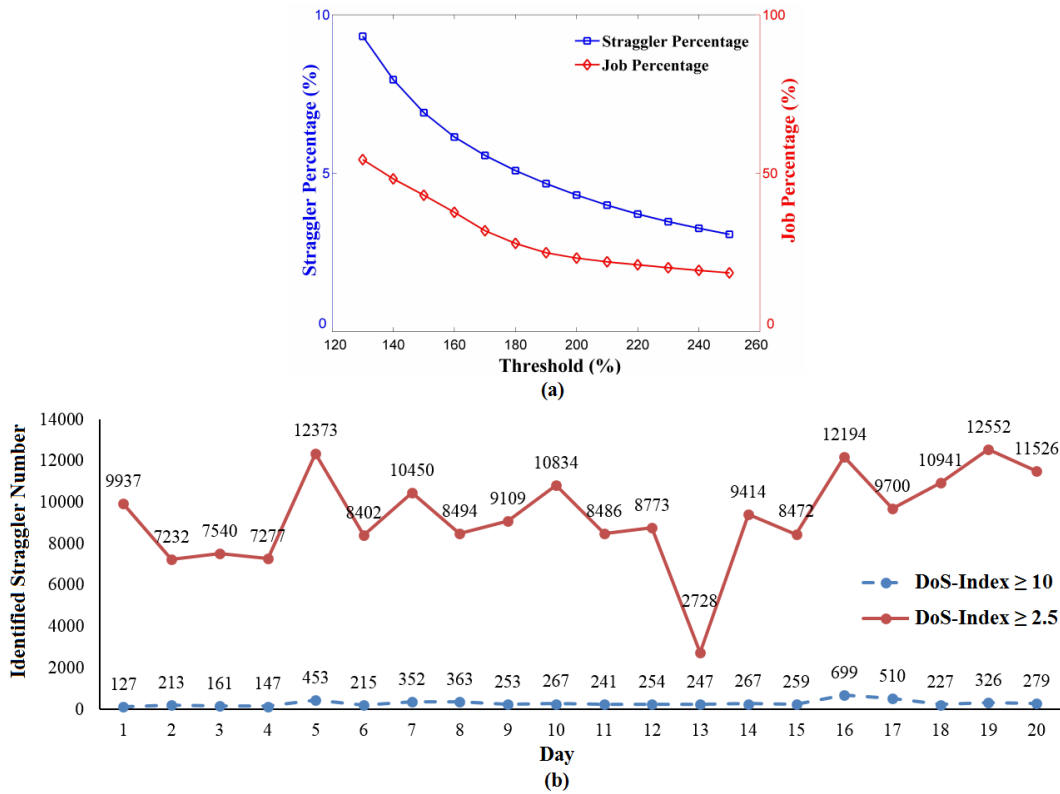 10
100
Straggler Percentage
Job Percentage
Straggler Percentage (%)
5
50
Job Percentage (%)
0
0
120 140 160 180 200 220 240 260
Threshold (%)
(a)
Identified Straggler Number
14000
12000
10000
8000
6000
4000
2000
0
9937 7232 7540 7277 12373 8402 10450 8494 9109 10834 8486 8773 2728 9414 8472 12194 9700 10941 12552 11526
DoS-Index ≥ 10
DoS-Index ≥ 2.5
127 213 161 147 453 215 352 363 253 267 241 254 247 267 259 699 510 227 326 279
1 2 3 4 5 6 7 8 9 10 11 12 13 14 15 16 17 18 19 20
Day
(b)